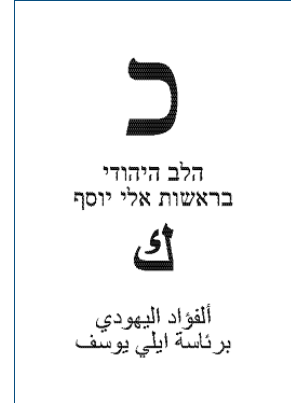 כ
הלב היהודי
בראשות אלי יוסף
ك
ألفؤاد اليهودي
برئاسة ايلي يوسف